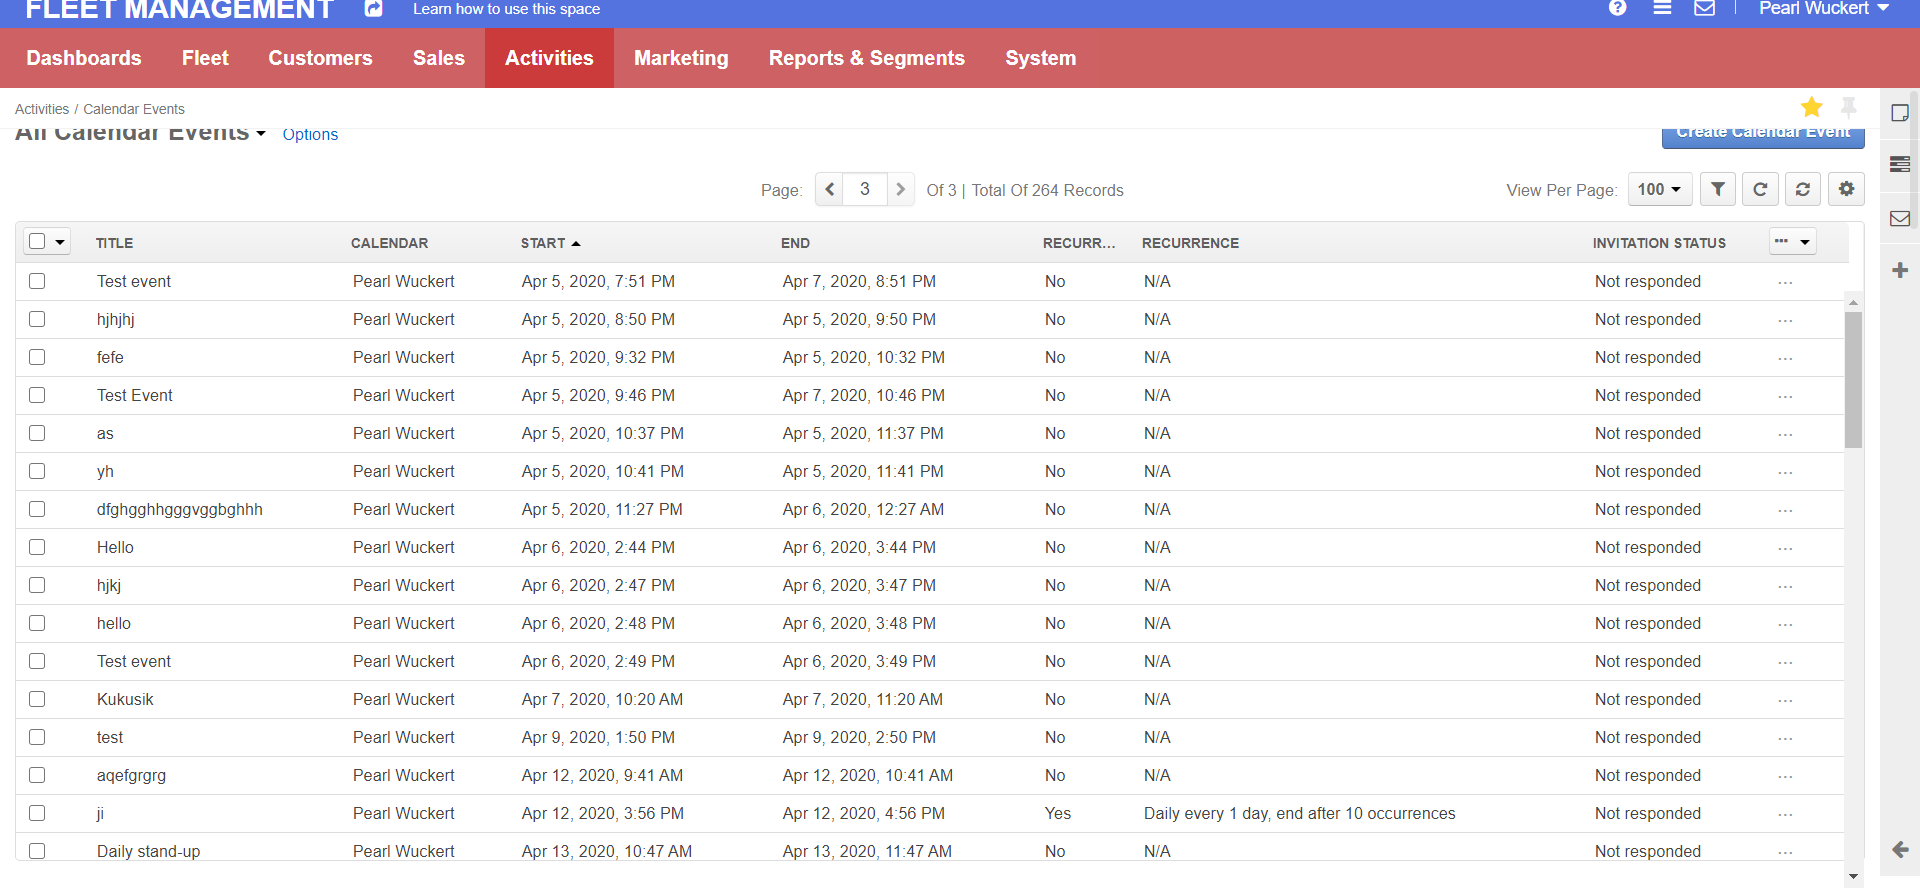 FLEET MANAGEMENT Learn how to use this space Pearl Wuckert
Dashboards Fleet Customers Sales Activities Marketing Reports & Segments System
Activities / Calendar Events
All Calendar Events Options Create Calendar Event
Page: 3 Of 3 | Total Of 264 Records View Per Page: 100
TITLE CALENDAR START END RECURR... RECURRENCE INVITATION STATUS
Test event Pearl Wuckert Apr 5, 2020, 7:51 PM Apr 7, 2020, 8:51 PM No N/A Not responded ...
hjhjhj Pearl Wuckert Apr 5, 2020, 8:50 PM Apr 5, 2020, 9:50 PM No N/A Not responded ...
fefe Pearl Wuckert Apr 5, 2020, 9:32 PM Apr 5, 2020, 10:32 PM No N/A Not responded ...
Test Event Pearl Wuckert Apr 5, 2020, 9:46 PM Apr 7, 2020, 10:46 PM No N/A Not responded ...
as Pearl Wuckert Apr 5, 2020, 10:37 PM Apr 5, 2020, 11:37 PM No N/A Not responded ...
yh Pearl Wuckert Apr 5, 2020, 10:41 PM Apr 5, 2020, 11:41 PM No N/A Not responded ...
dfghgghhgggvggbghhh Pearl Wuckert Apr 5, 2020, 11:27 PM Apr 6, 2020, 12:27 AM No N/A Not responded ...
Hello Pearl Wuckert Apr 6, 2020, 2:44 PM Apr 6, 2020, 3:44 PM No N/A Not responded ...
hjkj Pearl Wuckert Apr 6, 2020, 2:47 PM Apr 6, 2020, 3:47 PM No N/A Not responded ...
hello Pearl Wuckert Apr 6, 2020, 2:48 PM Apr 6, 2020, 3:48 PM No N/A Not responded ...
Test event Pearl Wuckert Apr 6, 2020, 2:49 PM Apr 6, 2020, 3:49 PM No N/A Not responded ...
Kukusik Pearl Wuckert Apr 7, 2020, 10:20 AM Apr 7, 2020, 11:20 AM No N/A Not responded ...
test Pearl Wuckert Apr 9, 2020, 1:50 PM Apr 9, 2020, 2:50 PM No N/A Not responded ...
aqefgrgrg Pearl Wuckert Apr 12, 2020, 9:41 AM Apr 12, 2020, 10:41 AM No N/A Not responded ...
ji Pearl Wuckert Apr 12, 2020, 3:56 PM Apr 12, 2020, 4:56 PM Yes Daily every 1 day, end after 10 occurrences Not responded ...
Daily stand-up Pearl Wuckert Apr 13, 2020, 10:47 AM Apr 13, 2020, 11:47 AM No N/A Not responded ...